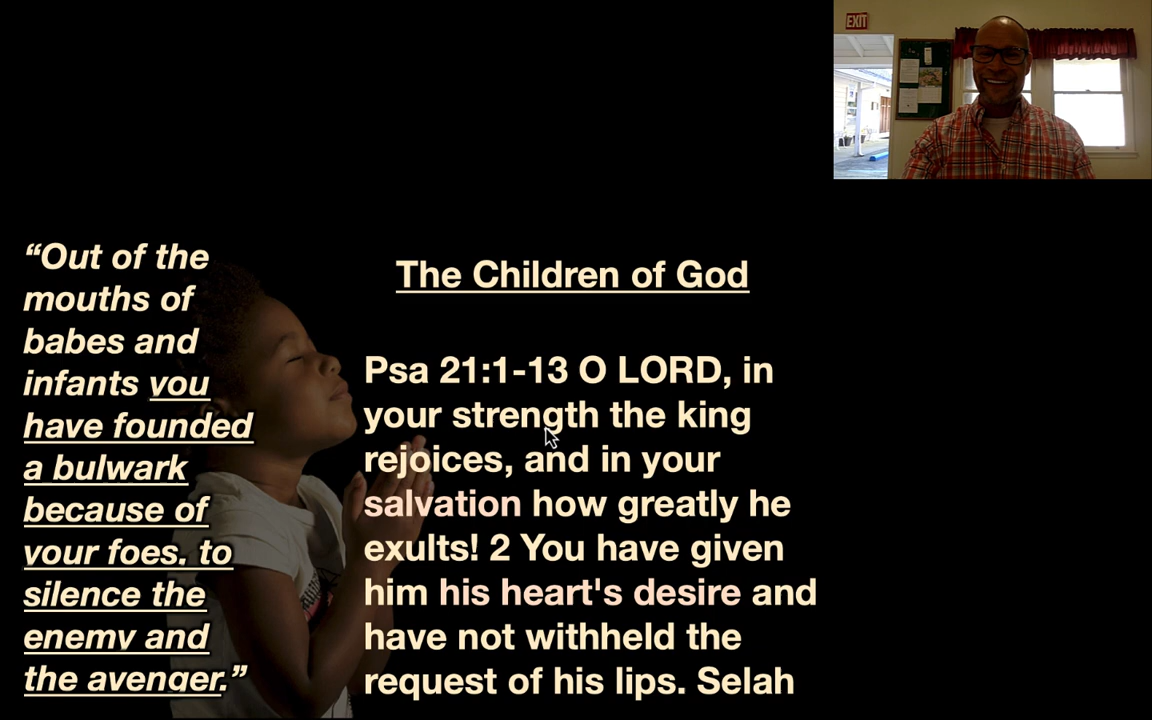 EXIT
“Out of the
mouths of
babes and
infants you
have founded
a bulwark
because of
your foes, to
silence the
enemy and
the avenger.”
The Children of God
Psa 21:1-13 O LORD, in
your strength the king
rejoices, and in your
salvation how greatly he
exults! 2 You have given
him his heart's desire and
have not withheld the
request of his lips. Selah